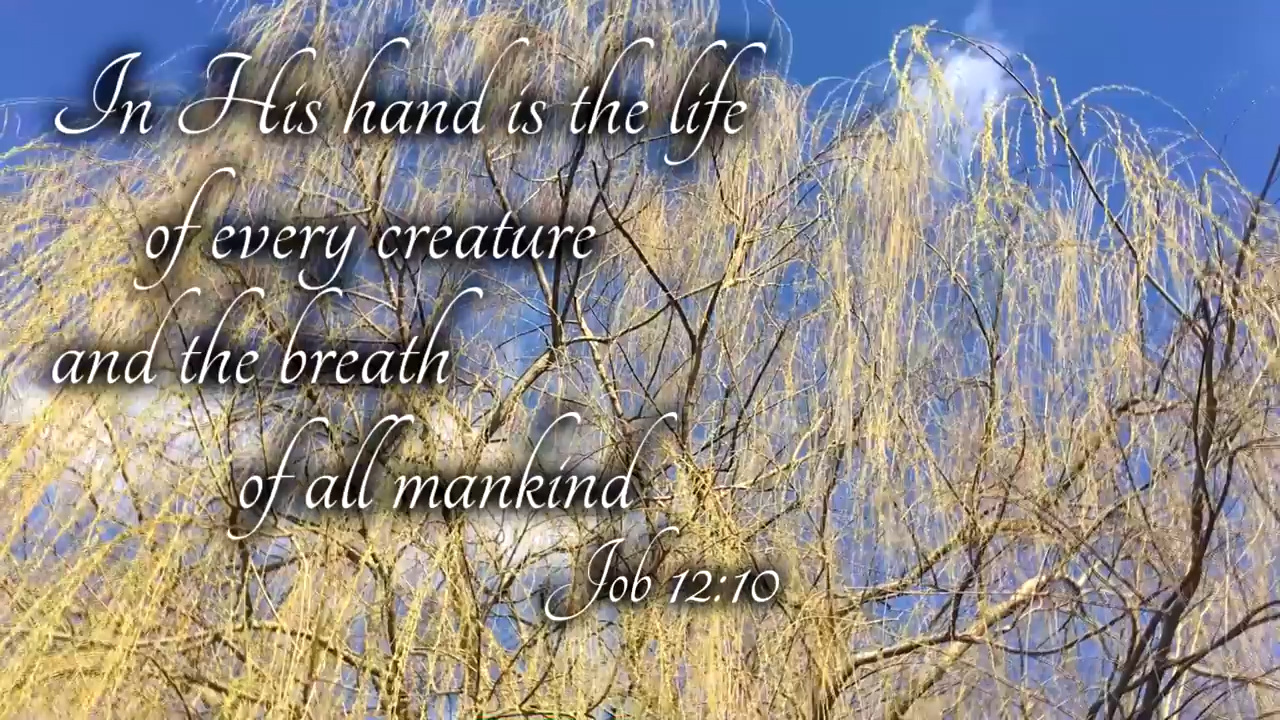 In His hand is the life
of every creature
and the breath
of all mankind
Job 12:10